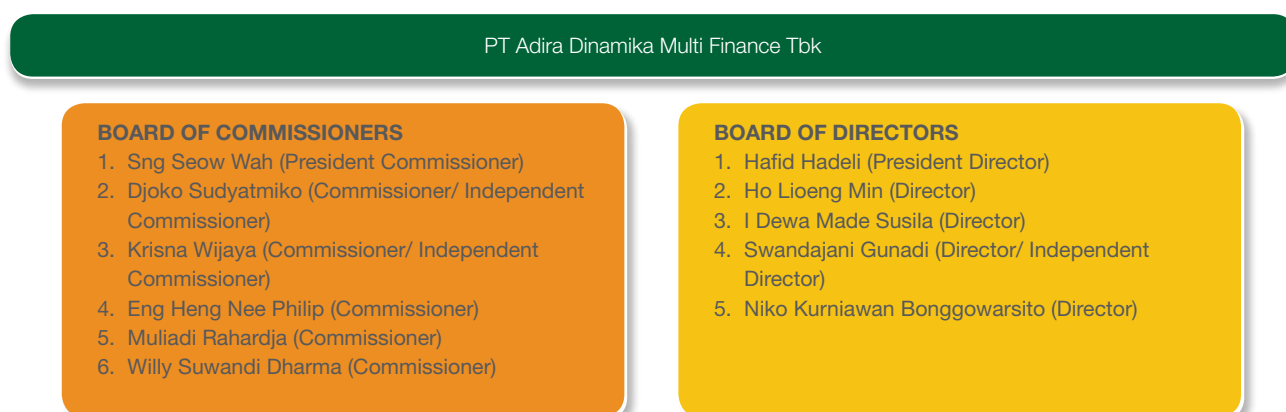 PT Adira Dinamika Multi Finance Tbk
BOARD OF COMMISSIONERS
1. Sng Seow Wah (President Commissioner)
2. Djoko Sudyatmiko (Commissioner/ Independent
Commissioner)
3. Krisna Wijaya (Commissioner/ Independent
Commissioner)
4. Eng Heng Nee Philip (Commissioner)
5. Muliadi Rahardja (Commissioner)
6. Willy Suwandi Dharma (Commissioner)
BOARD OF DIRECTORS
1. Hafid Hadeli (President Director)
2. Ho Lioeng Min (Director)
3. I Dewa Made Susila (Director)
4. Swandajani Gunadi (Director/ Independent
Director)
5. Niko Kurniawan Bonggowarsito (Director)